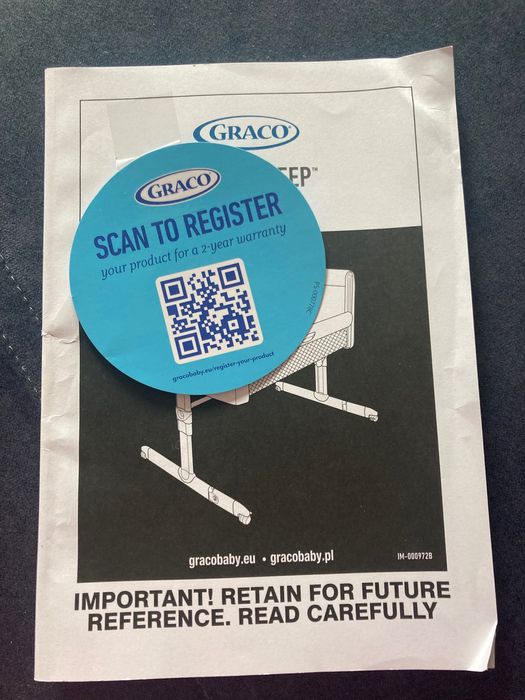 GRACO®
EEP™
GRACO®
SCAN TO REGISTER
your product for a 2-year warranty
gracobaby.eu/register-your-product
gracobaby.eu • gracobaby.pl
IM-000972B
IMPORTANT! RETAIN FOR FUTURE
REFERENCE. READ CAREFULLY